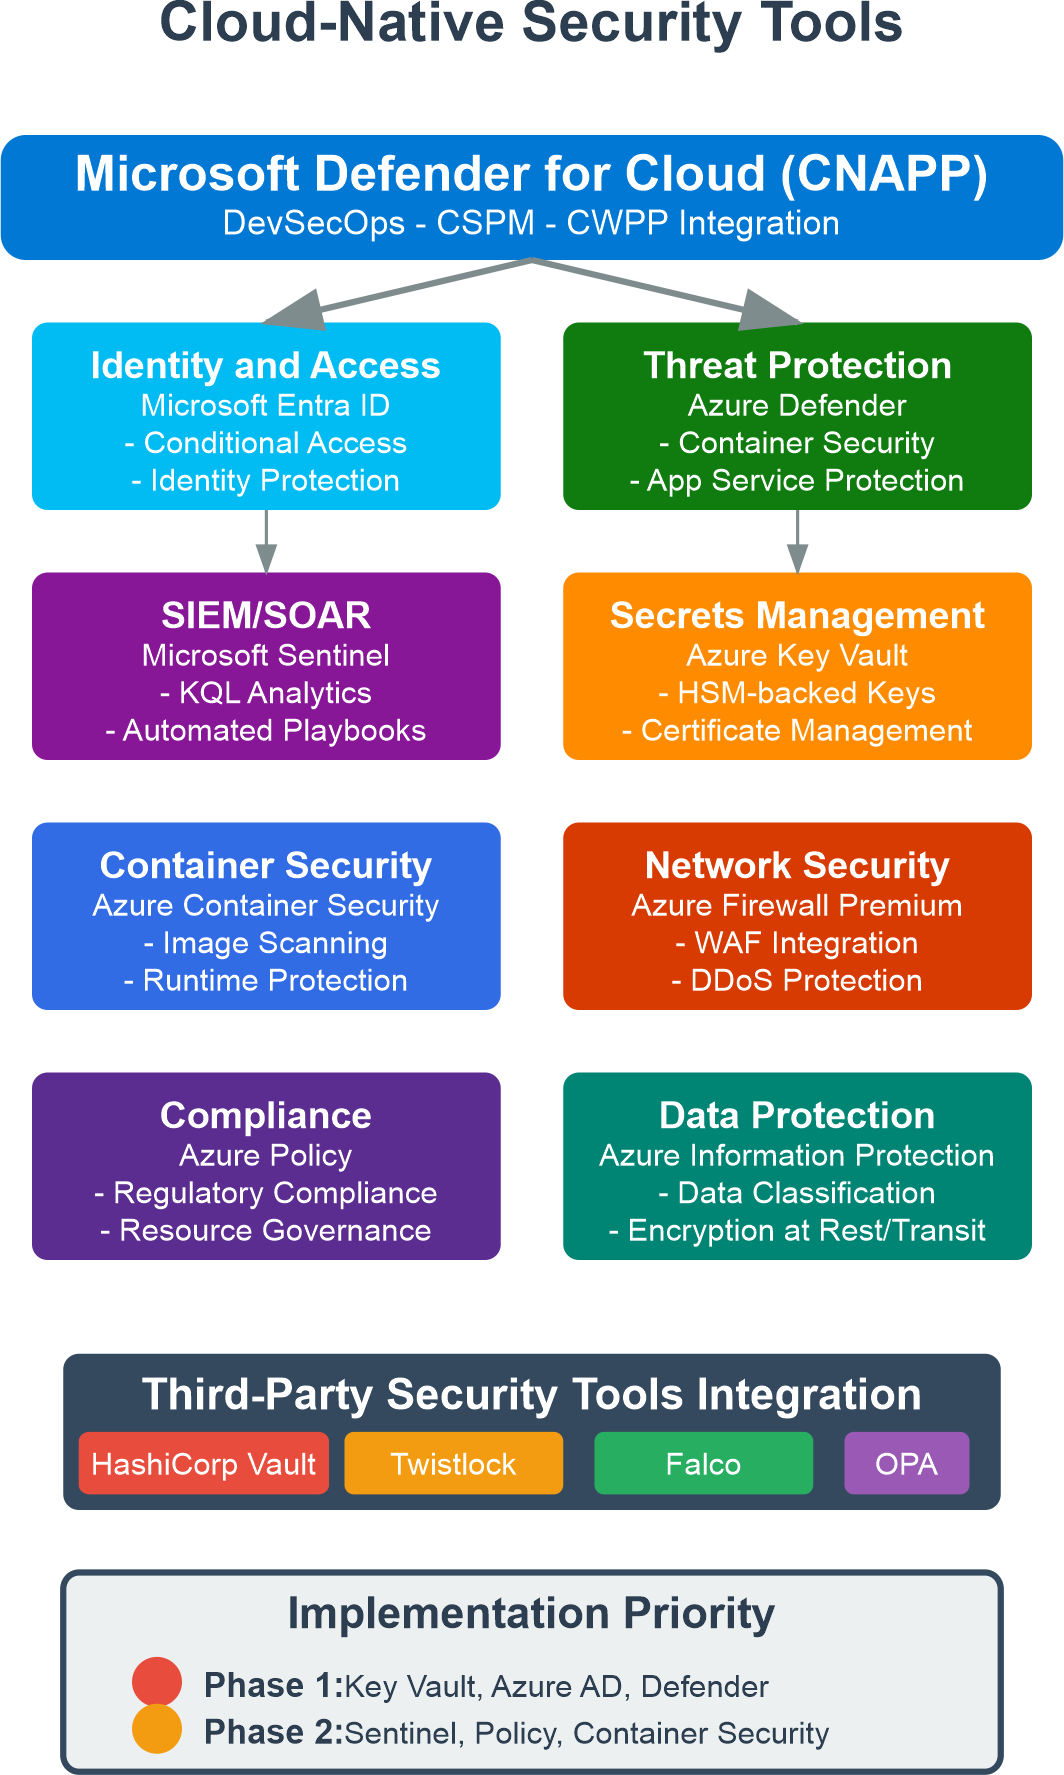 Cloud-Native Security Tools
Microsoft Defender for Cloud (CNAPP)
DevSecOps - CSPM - CWPP Integration
Identity and Access
Microsoft Entra ID
- Conditional Access
- Identity Protection
Threat Protection
Azure Defender
- Container Security
- App Service Protection
SIEM/SOAR
Microsoft Sentinel
- KQL Analytics
- Automated Playbooks
Secrets Management
Azure Key Vault
- HSM-backed Keys
- Certificate Management
Container Security
Azure Container Security
- Image Scanning
- Runtime Protection
Network Security
Azure Firewall Premium
- WAF Integration
- DDoS Protection
Compliance
Azure Policy
- Regulatory Compliance
- Resource Governance
Data Protection
Azure Information Protection
- Data Classification
- Encryption at Rest/Transit
Third-Party Security Tools Integration
HashiCorp Vault
Twistlock
Falco
OPA
Implementation Priority
Phase 1:Key Vault, Azure AD, Defender
Phase 2:Sentinel, Policy, Container Security